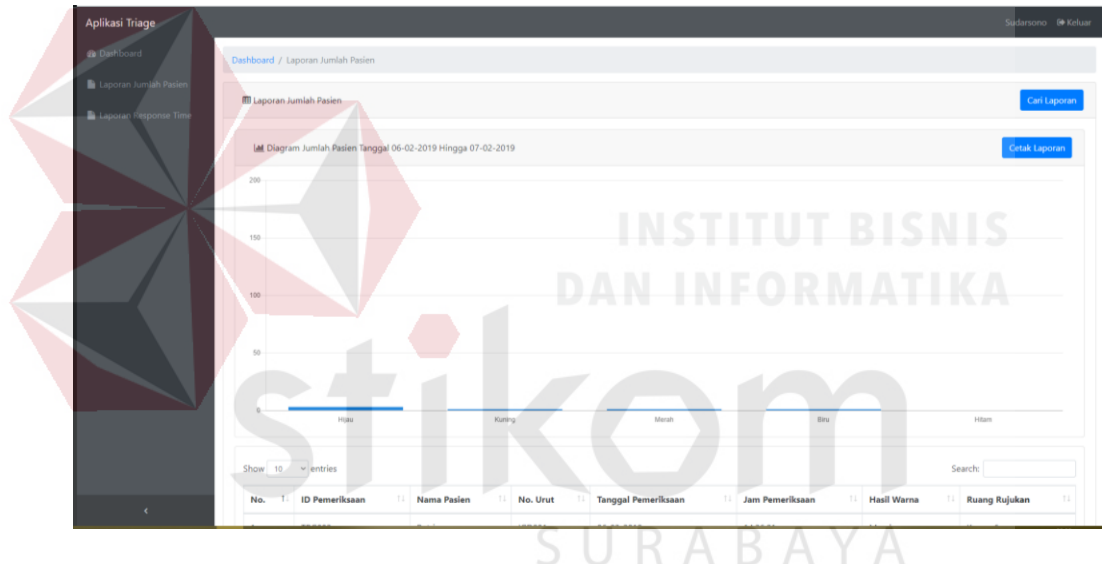 Aplikasi Triage
Sudarsono Keluar
Dashboard
Laporan Jumlah Pasien
Laporan Response Time
Dashboard / Laporan Jumlah Pasien
Laporan Jumlah Pasien
Cari Laporan
Diagram Jumlah Pasien Tanggal 06-02-2019 Hingga 07-02-2019
Cetak Laporan
200
150
100
50
0
Hijau Kuning Merah Biru Hitam
Show 10 entries
Search:
No. ID Pemeriksaan Nama Pasien No. Urut Tanggal Pemeriksaan Jam Pemeriksaan Hasil Warna Ruang Rujukan
INSTITUT BISNIS
DAN INFORMATIKA
stikom
SURABAYA